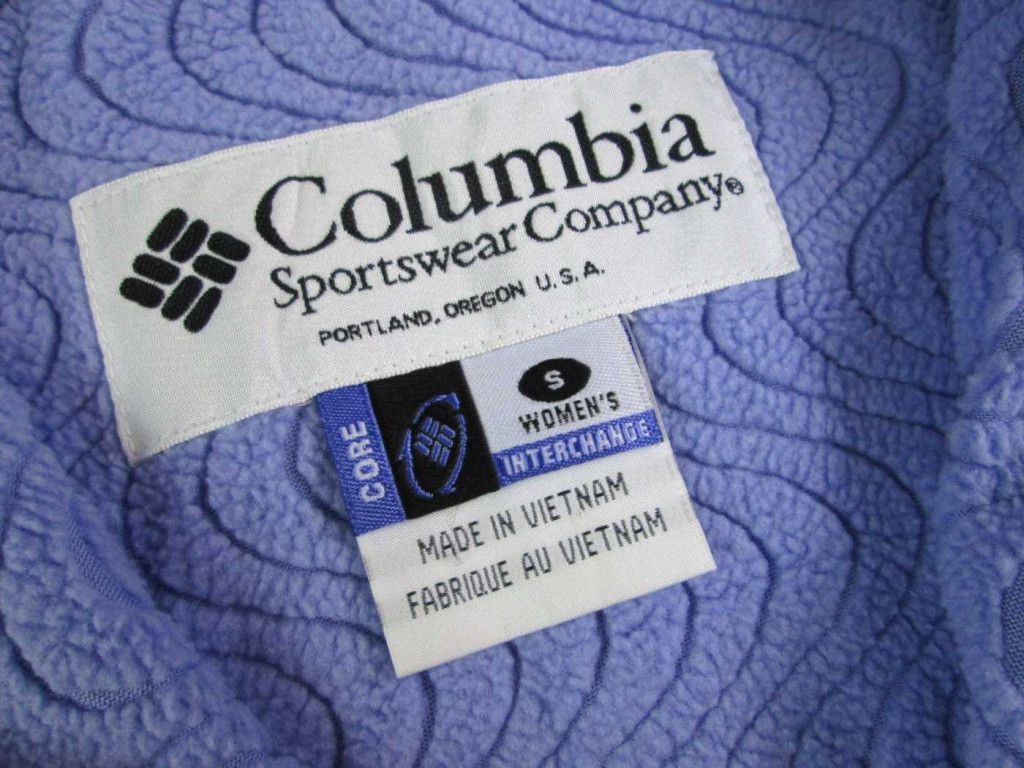 Columbia
Sportswear Company®
PORTLAND, OREGON U.S.A.
CORE
S
WOMEN'S
INTERCHANGE
MADE IN VIETNAM
FABRIQUE AU VIETNAM